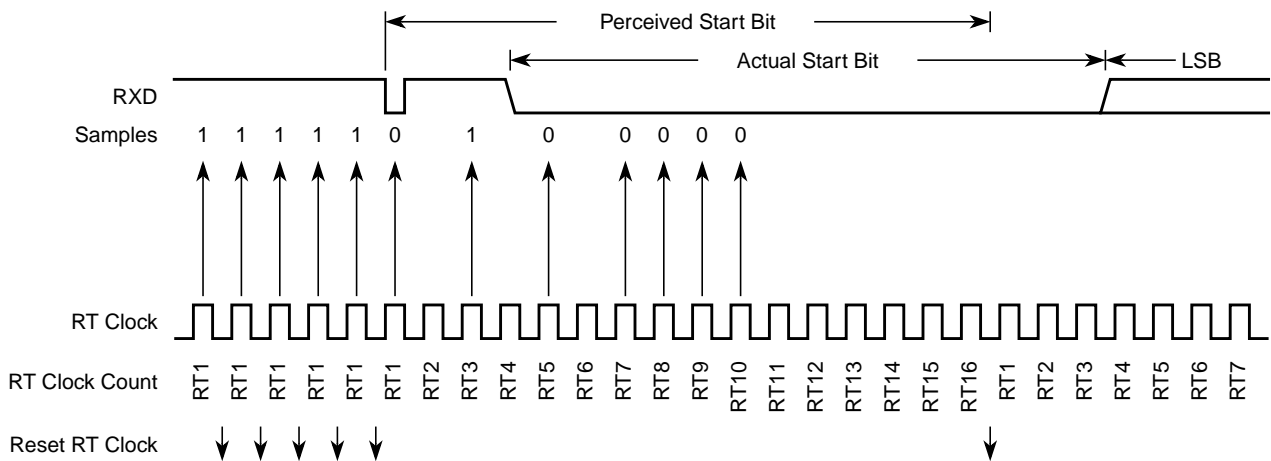 Perceived Start Bit
Actual Start Bit LSB
RXD
Samples 1 1 1 1 1 0 1 0 0 0 0 0
RT Clock
RT Clock Count RT1 RT1 RT1 RT1 RT1 RT1 RT2 RT3 RT4 RT5 RT6 RT7 RT8 RT9 RT10 RT11 RT12 RT13 RT14 RT15 RT16 RT1 RT2 RT3 RT4 RT5 RT6 RT7
Reset RT Clock